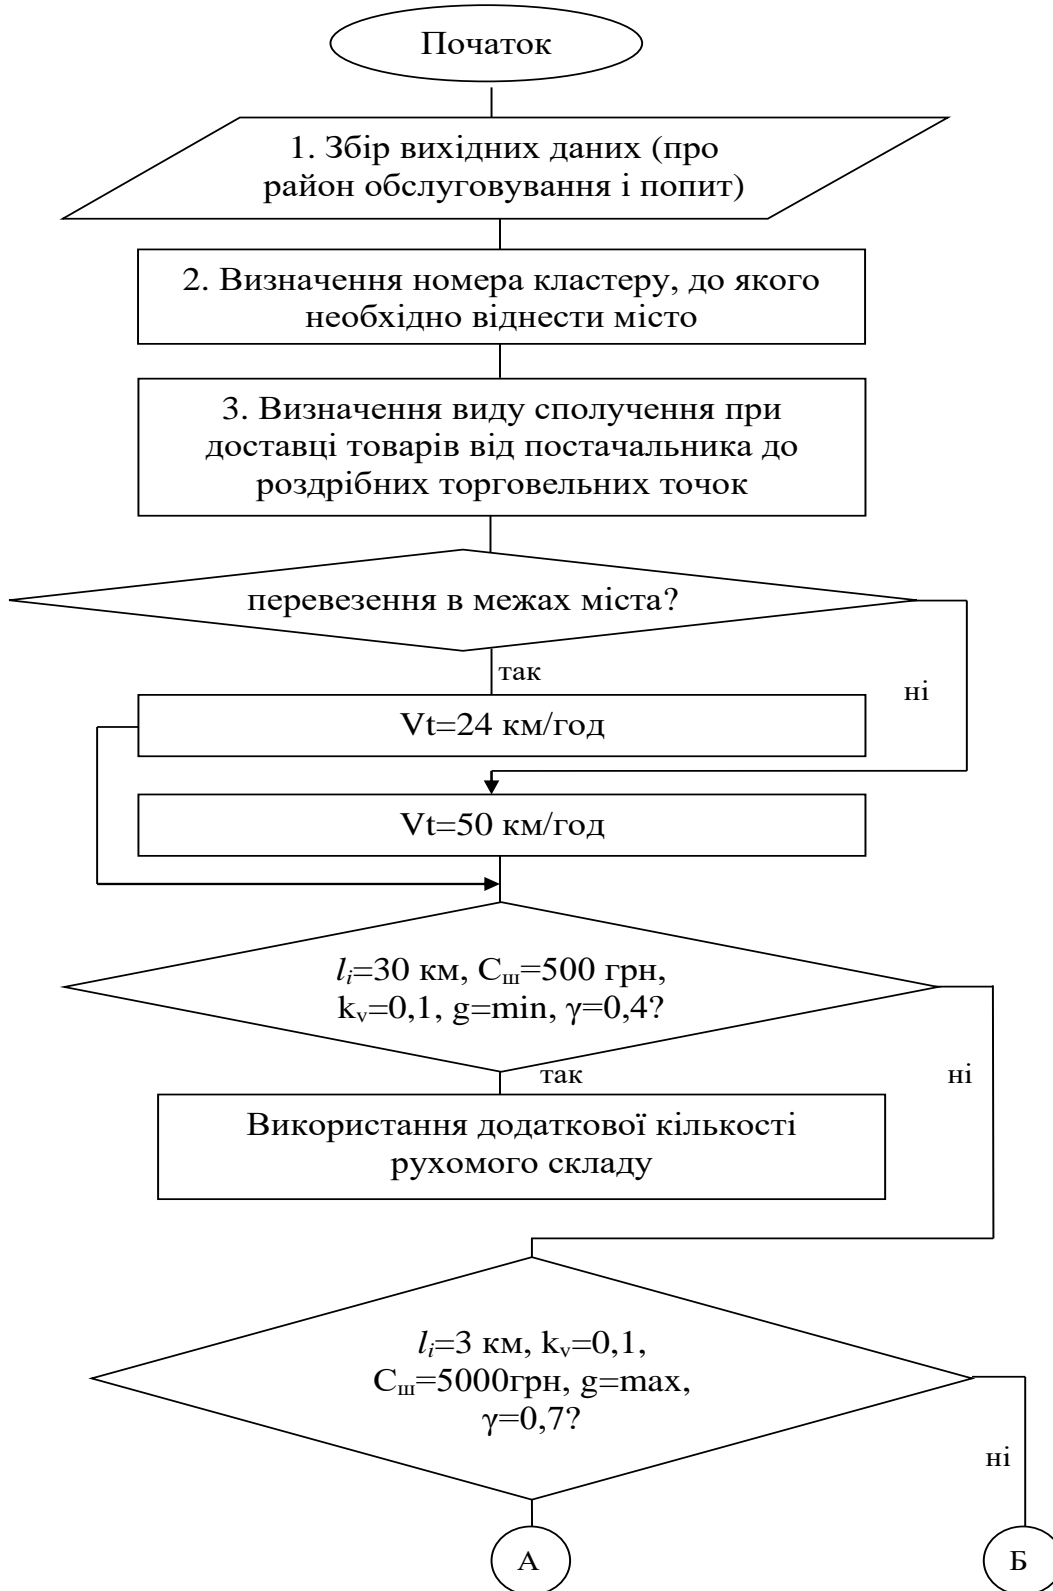 Початок
1. Збір вихідних даних (про
район обслуговування і попит)
2. Визначення номера кластеру, до якого
необхідно віднести місто
3. Визначення виду сполучення при
доставці товарів від постачальника до
роздрібних торговельних точок
перевезення в межах міста?
так
ні
Vt=24 км/год
Vt=50 км/год
lᵢ=30 км, Сш=500 грн,
kᵥ=0,1, g=min, γ=0,4?
так
ні
Використання додаткової кількості
рухомого складу
lᵢ=3 км, kᵥ=0,1,
Сш=5000грн, g=max,
γ=0,7?
ні
А
Б